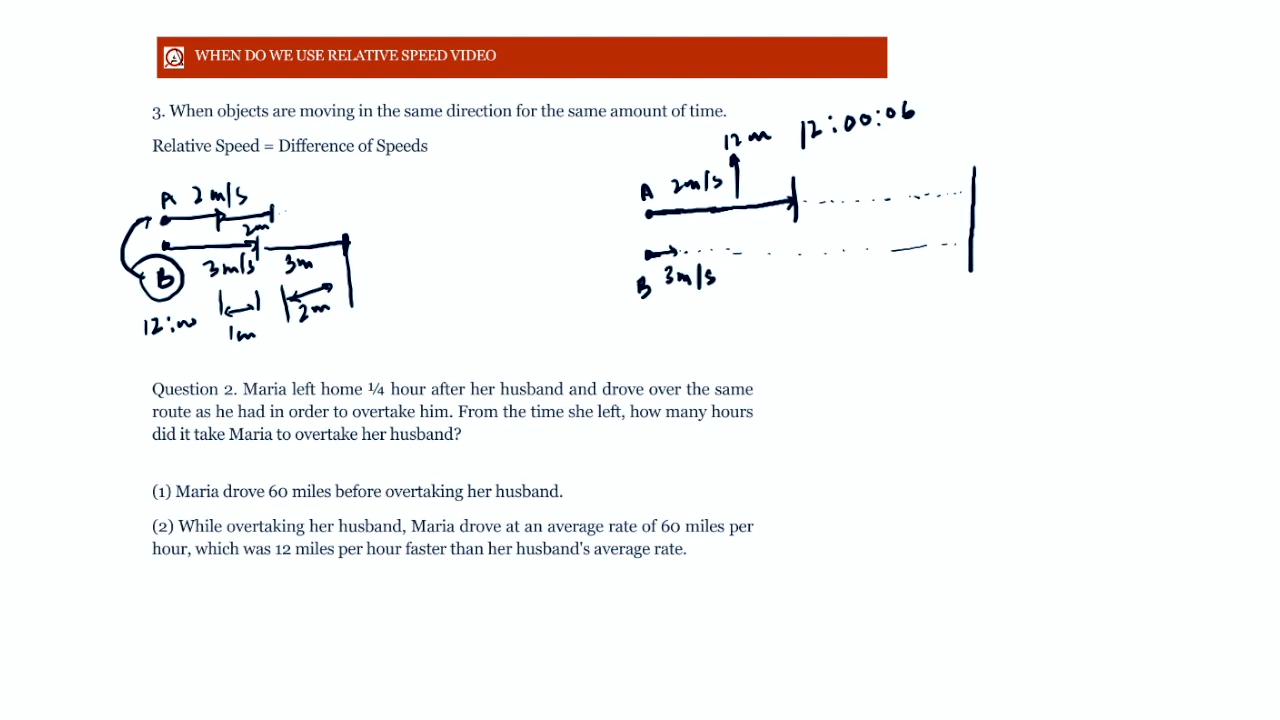 WHEN DO WE USE RELATIVE SPEED VIDEO
3. When objects are moving in the same direction for the same amount of time.
Relative Speed = Difference of Speeds
12m 12:00:06
A 2m/s
2m
3m/s 3m
B
12:00
1m
2m
A 2m/s
B 3m/s
Question 2. Maria left home ¼ hour after her husband and drove over the same
route as he had in order to overtake him. From the time she left, how many hours
did it take Maria to overtake her husband?
(1) Maria drove 60 miles before overtaking her husband.
(2) While overtaking her husband, Maria drove at an average rate of 60 miles per
hour, which was 12 miles per hour faster than her husband's average rate.